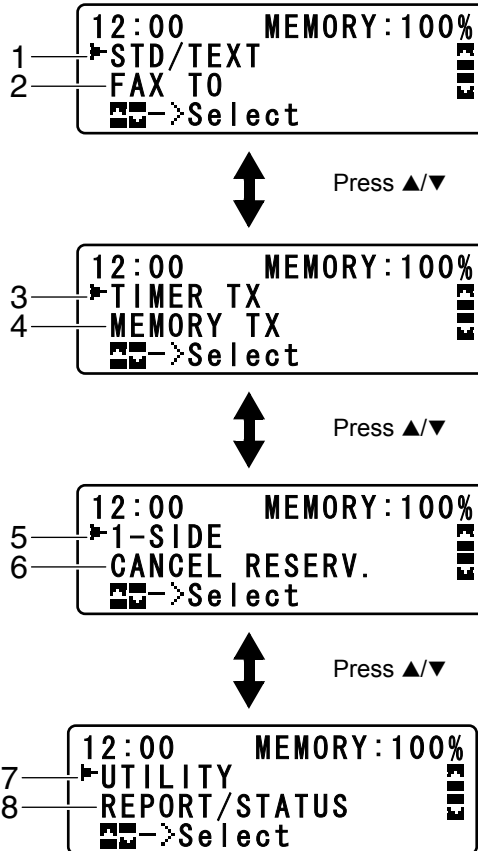 12:00 MEMORY:100%
1 STD/TEXT
2 FAX TO
->Select
Press ▲/▼
12:00 MEMORY:100%
3 TIMER TX
4 MEMORY TX
->Select
Press ▲/▼
12:00 MEMORY:100%
5 1-SIDE
6 CANCEL RESERV.
->Select
Press ▲/▼
12:00 MEMORY:100%
7 UTILITY
8 REPORT/STATUS
->Select